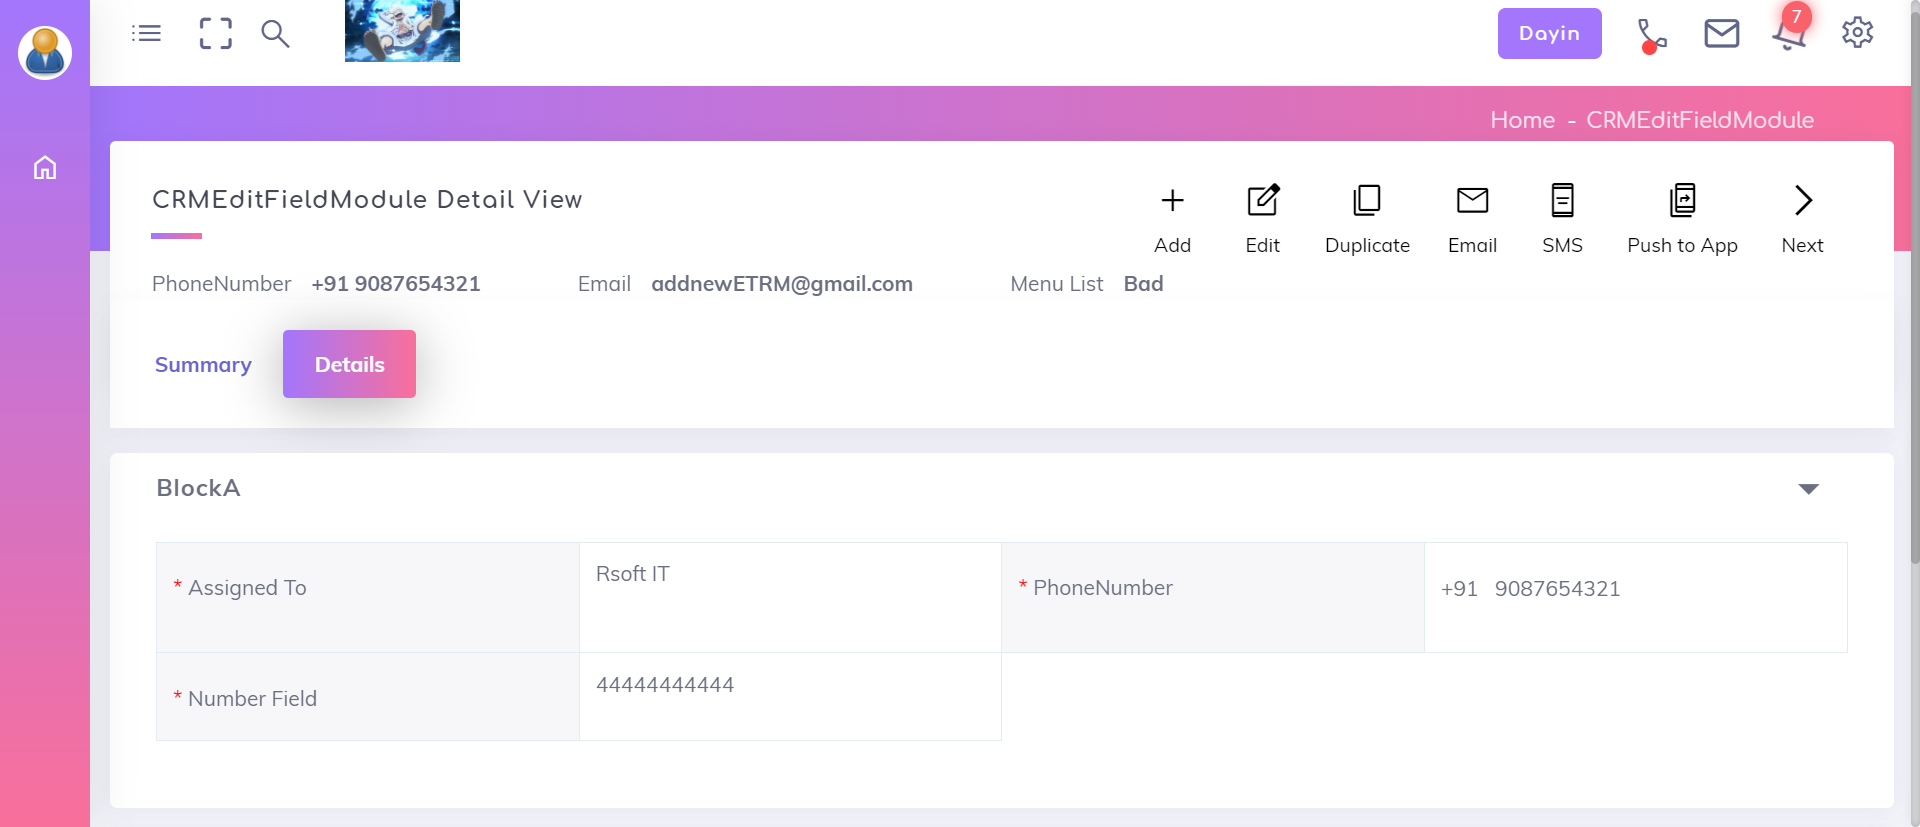 Dayin
7
Home - CRMEditFieldModule
CRMEditFieldModule Detail View
Add Edit Duplicate Email SMS Push to App Next
PhoneNumber +91 9087654321 Email addnewETRM@gmail.com Menu List Bad
Summary Details
BlockA
* Assigned To Rsoft IT * PhoneNumber +91 9087654321
* Number Field 44444444444